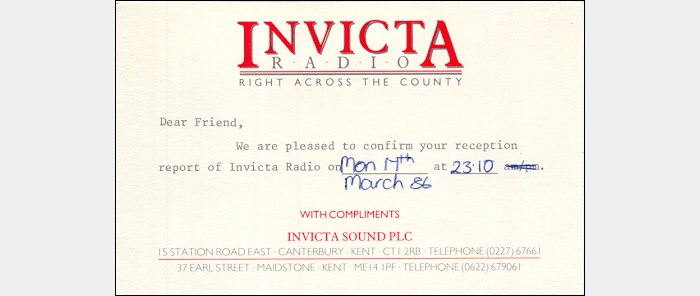 INVICTA
R·A·D·I·O
RIGHT ACROSS THE COUNTY
Dear Friend,
We are pleased to confirm your reception
report of Invicta Radio on Mon 17th at 23·10 am/pm.
March 86
WITH COMPLIMENTS
INVICTA SOUND PLC
15 STATION ROAD EAST · CANTERBURY · KENT · CT1 2RB · TELEPHONE (0227) 67661
37 EARL STREET · MAIDSTONE · KENT · ME14 1PF · TELEPHONE (0622) 679061